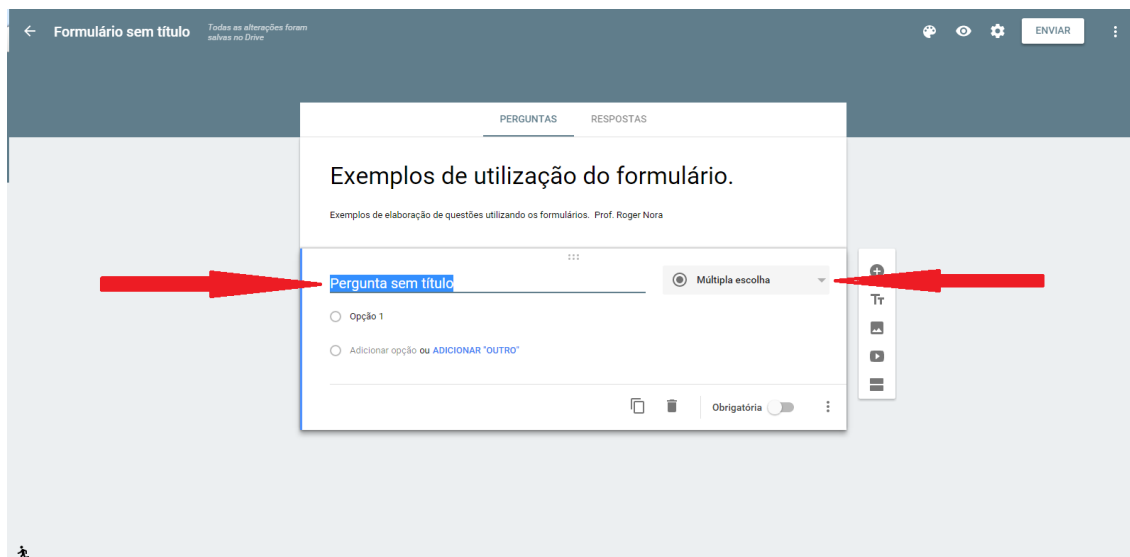 Formulário sem título
Todas as alterações foram
salvas no Drive
ENVIAR
PERGUNTAS RESPOSTAS
Exemplos de utilização do formulário.
Exemplos de elaboração de questões utilizando os formulários. Prof. Roger Nora
Pergunta sem título
Múltipla escolha
Tт
Opção 1
Adicionar opção ou ADICIONAR "OUTRO"
Obrigatória